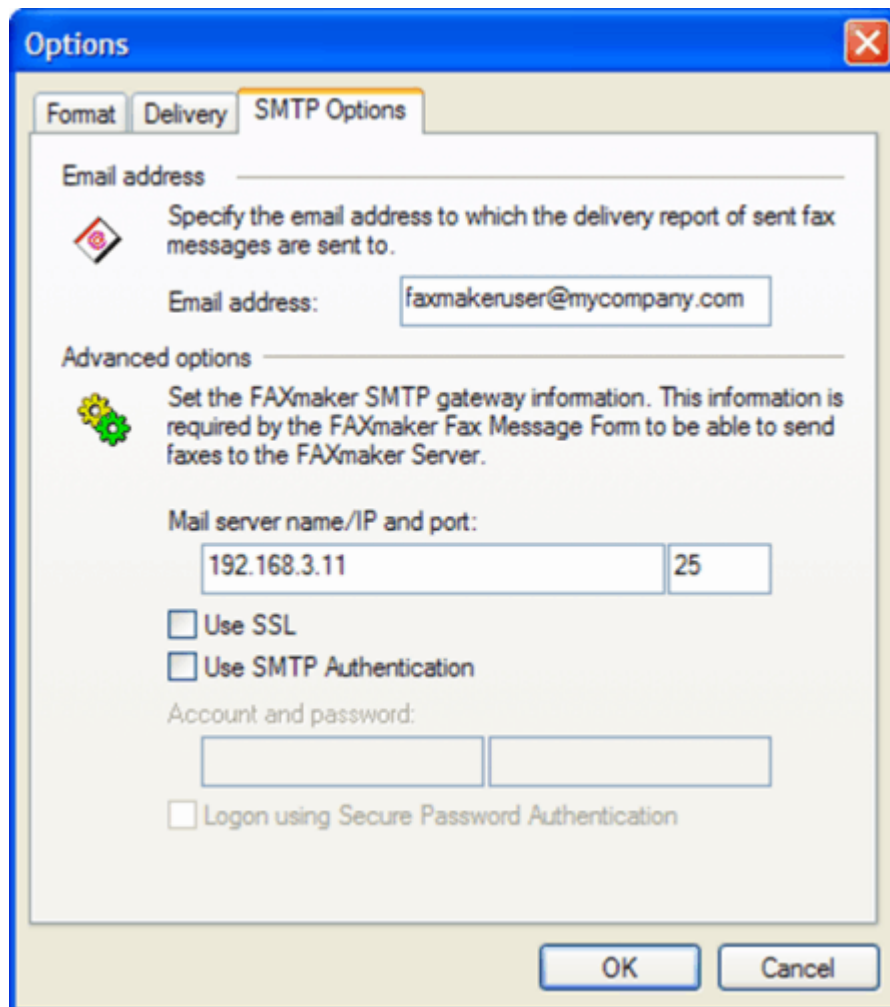 Options
Format Delivery SMTP Options
Email address
Specify the email address to which the delivery report of sent fax
messages are sent to.
Email address: faxmakeruser@mycompany.com
Advanced options
Set the FAXmaker SMTP gateway information. This information is
required by the FAXmaker Fax Message Form to be able to send
faxes to the FAXmaker Server.
Mail server name/IP and port:
192.168.3.11 25
Use SSL
Use SMTP Authentication
Account and password:
Logon using Secure Password Authentication
OK Cancel